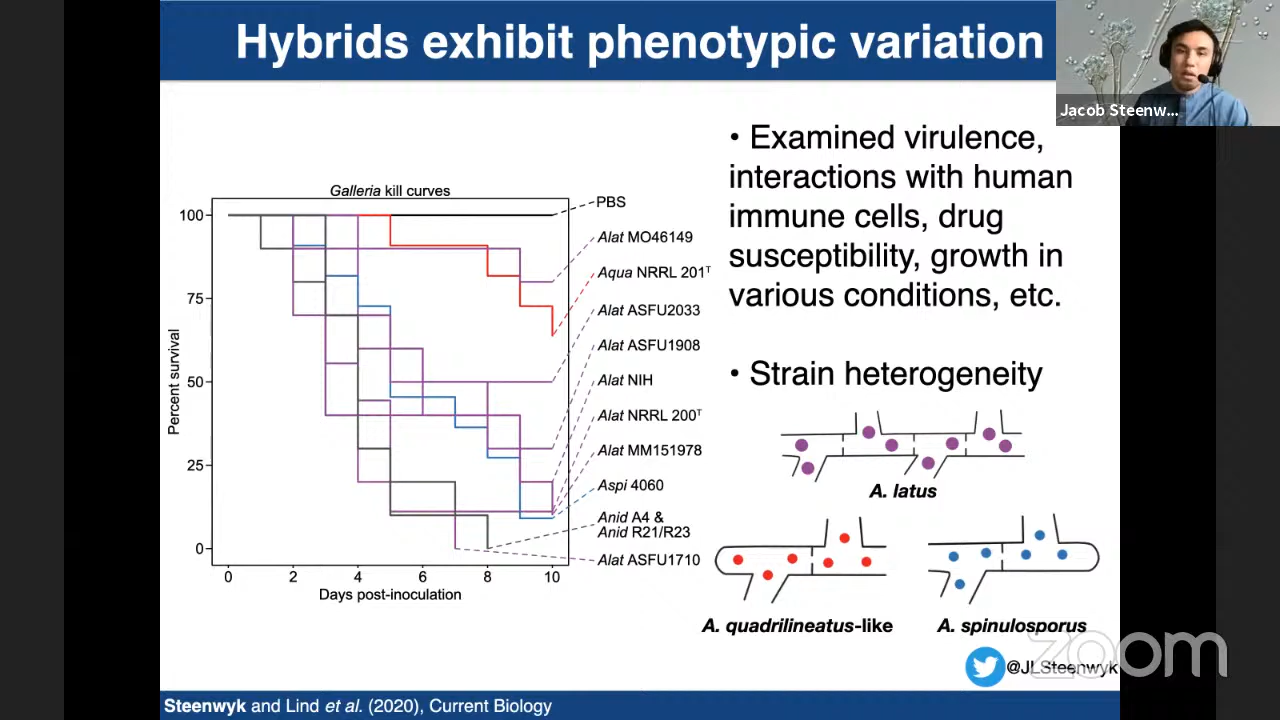 Hybrids exhibit phenotypic variation
Jacob Steenw...
• Examined virulence,
interactions with human
immune cells, drug
susceptibility, growth in
various conditions, etc.
• Strain heterogeneity
Galleria kill curves
100
75
50
25
0
Percent survival
0 2 4 6 8 10
Days post-inoculation
PBS
Alat MO46149
Aqua NRRL 201ᵀ
Alat ASFU2033
Alat ASFU1908
Alat NIH
Alat NRRL 200ᵀ
Alat MM151978
Aspi 4060
Anid A4 &
Anid R21/R23
Alat ASFU1710
A. latus
A. quadrilineatus-like
A. spinulosporus
@JLSteenwyk
zoom
Steenwyk and Lind et al. (2020), Current Biology